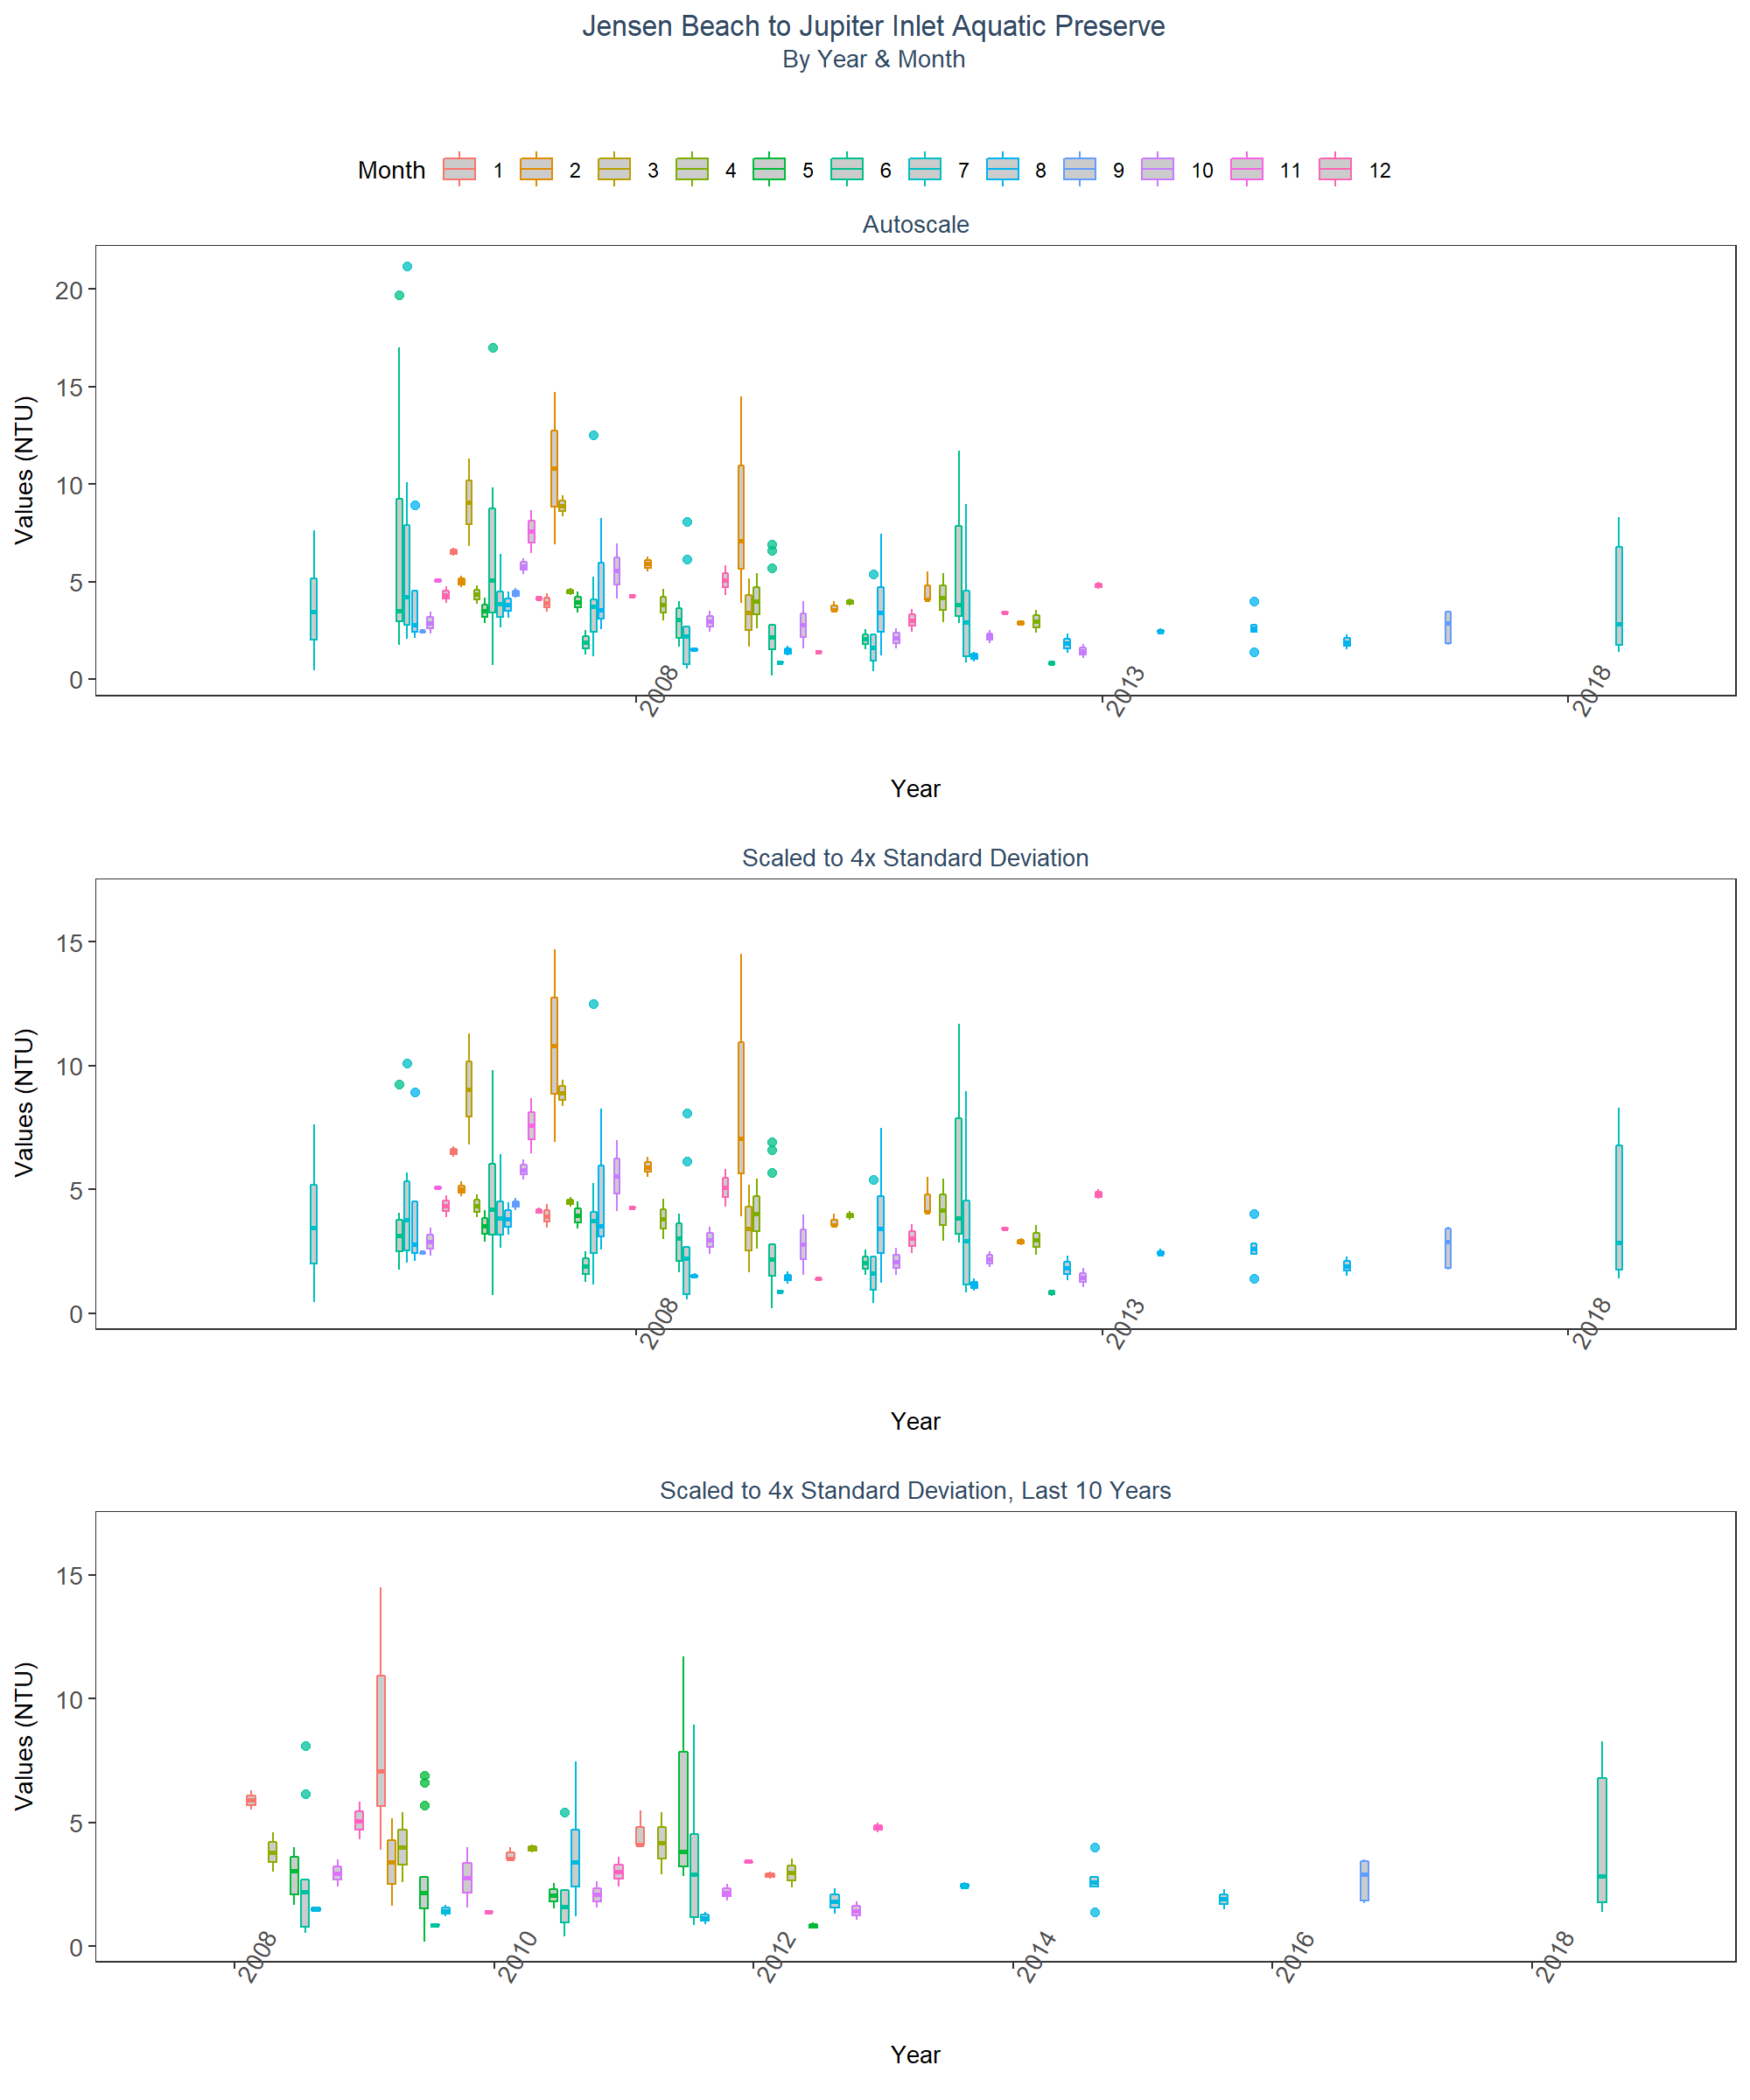 Jensen Beach to Jupiter Inlet Aquatic Preserve
By Year & Month
Month 1 2 3 4 5 6 7 8 9 10 11 12
Autoscale
Values (NTU)
20
15
10
5
0
2008 2013 2018
Year
Scaled to 4x Standard Deviation
Values (NTU)
15
10
5
0
2008 2013 2018
Year
Scaled to 4x Standard Deviation, Last 10 Years
Values (NTU)
15
10
5
0
2008 2010 2012 2014 2016 2018
Year